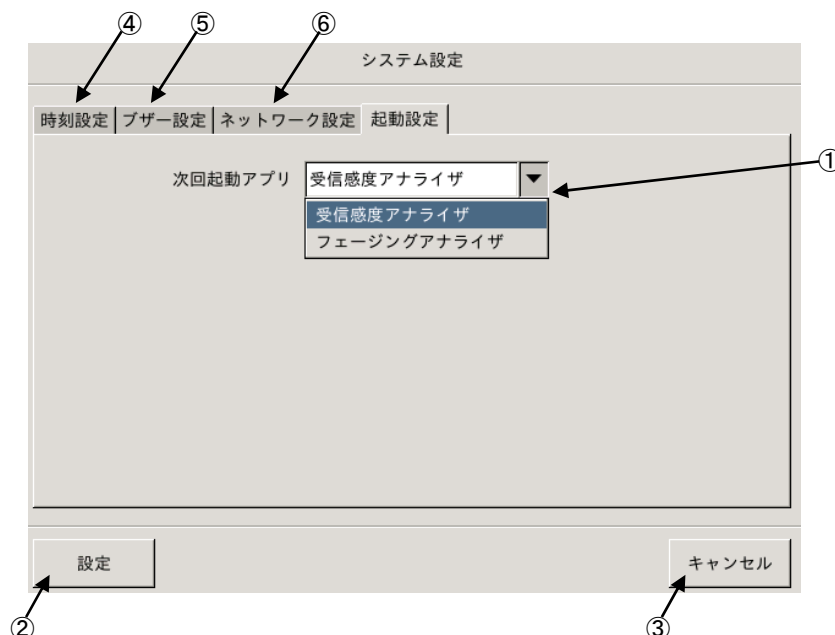 ④ ⑤ ⑥
システム設定
時刻設定 ブザー設定 ネットワーク設定 起動設定
①
次回起動アプリ 受信感度アナライザ
受信感度アナライザ
フェージングアナライザ
設定 キャンセル
② ③